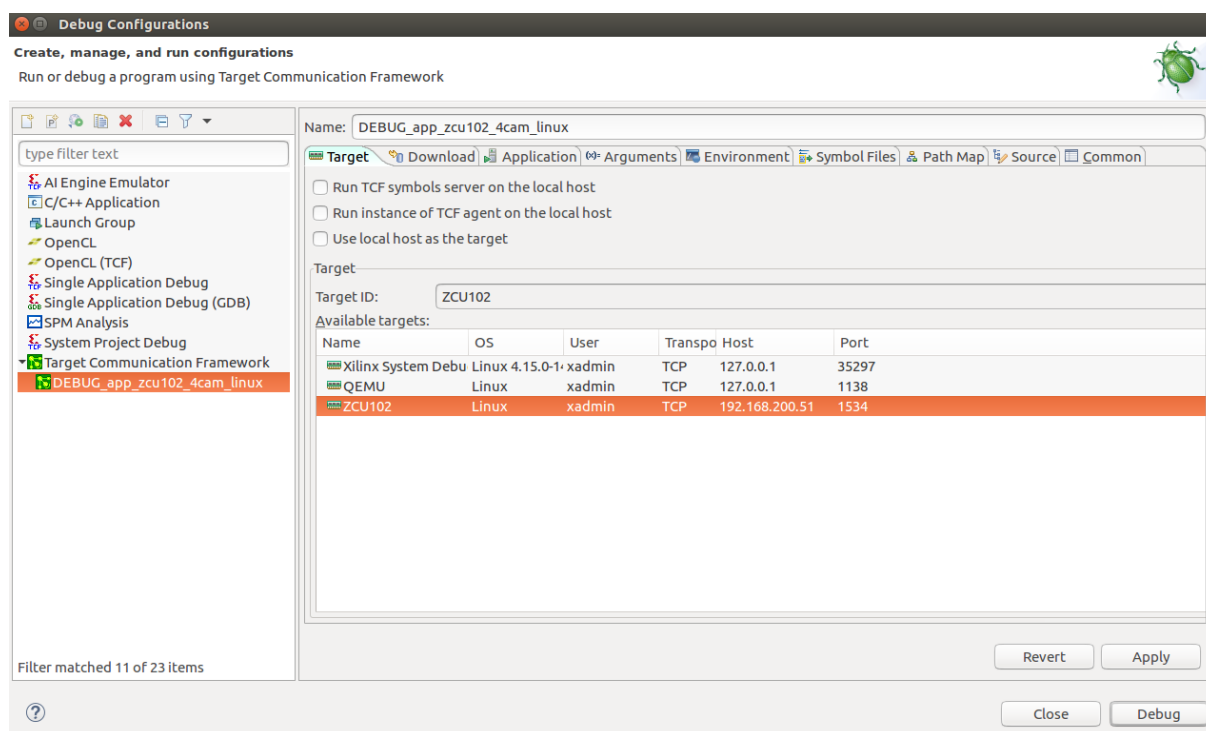 Debug Configurations
Create, manage, and run configurations
Run or debug a program using Target Communication Framework
Name: DEBUG_app_zcu102_4cam_linux
type filter text
Target Download Application Arguments Environment Symbol Files Path Map Source Common
AI Engine Emulator
C/C++ Application
Launch Group
OpenCL
OpenCL (TCF)
Single Application Debug
Single Application Debug (GDB)
SPM Analysis
System Project Debug
Target Communication Framework
DEBUG_app_zcu102_4cam_linux
Filter matched 11 of 23 items
Run TCF symbols server on the local host
Run instance of TCF agent on the local host
Use local host as the target
Target
Target ID: ZCU102
Available targets:
Name OS User Transpo Host Port
Xilinx System Debu Linux 4.15.0-14 xadmin TCP 127.0.0.1 35297
QEMU Linux xadmin TCP 127.0.0.1 1138
ZCU102 Linux xadmin TCP 192.168.200.51 1534
Revert Apply
? Close Debug